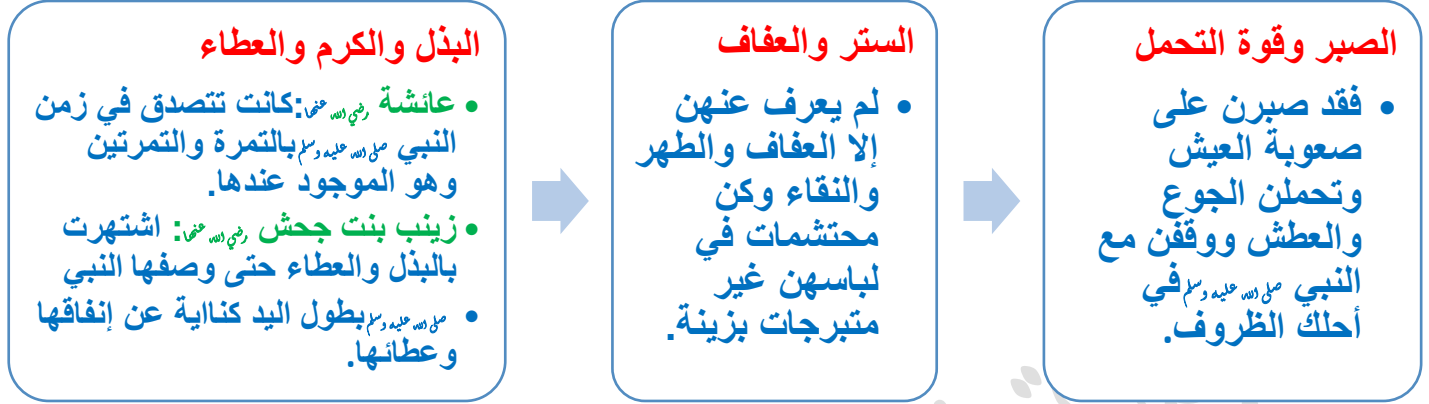 الصبر وقوة التحمل
• فقد صبرن على
صعوبة العيش
وتحملن الجوع
والعطش ووقفن مع
النبي صلى الله عليه وسلم في
أحلك الظروف.
الستر والعفاف
• لم يعرف عنهن
إلا العفاف والطهر
والنقاء وكن
محتشمات في
لباسهن غير
متبرجات بزينة.
البذل والكرم والعطاء
• عائشة رضي الله عنها: كانت تتصدق في زمن
النبي صلى الله عليه وسلم بالتمرة والتمرتين
وهو الموجود عندها.
• زينب بنت جحش رضي الله عنها: اشتهرت
بالبذل والعطاء حتى وصفها النبي
• صلى الله عليه وسلم بطول اليد كنااية عن إنفاقها
وعطائها.